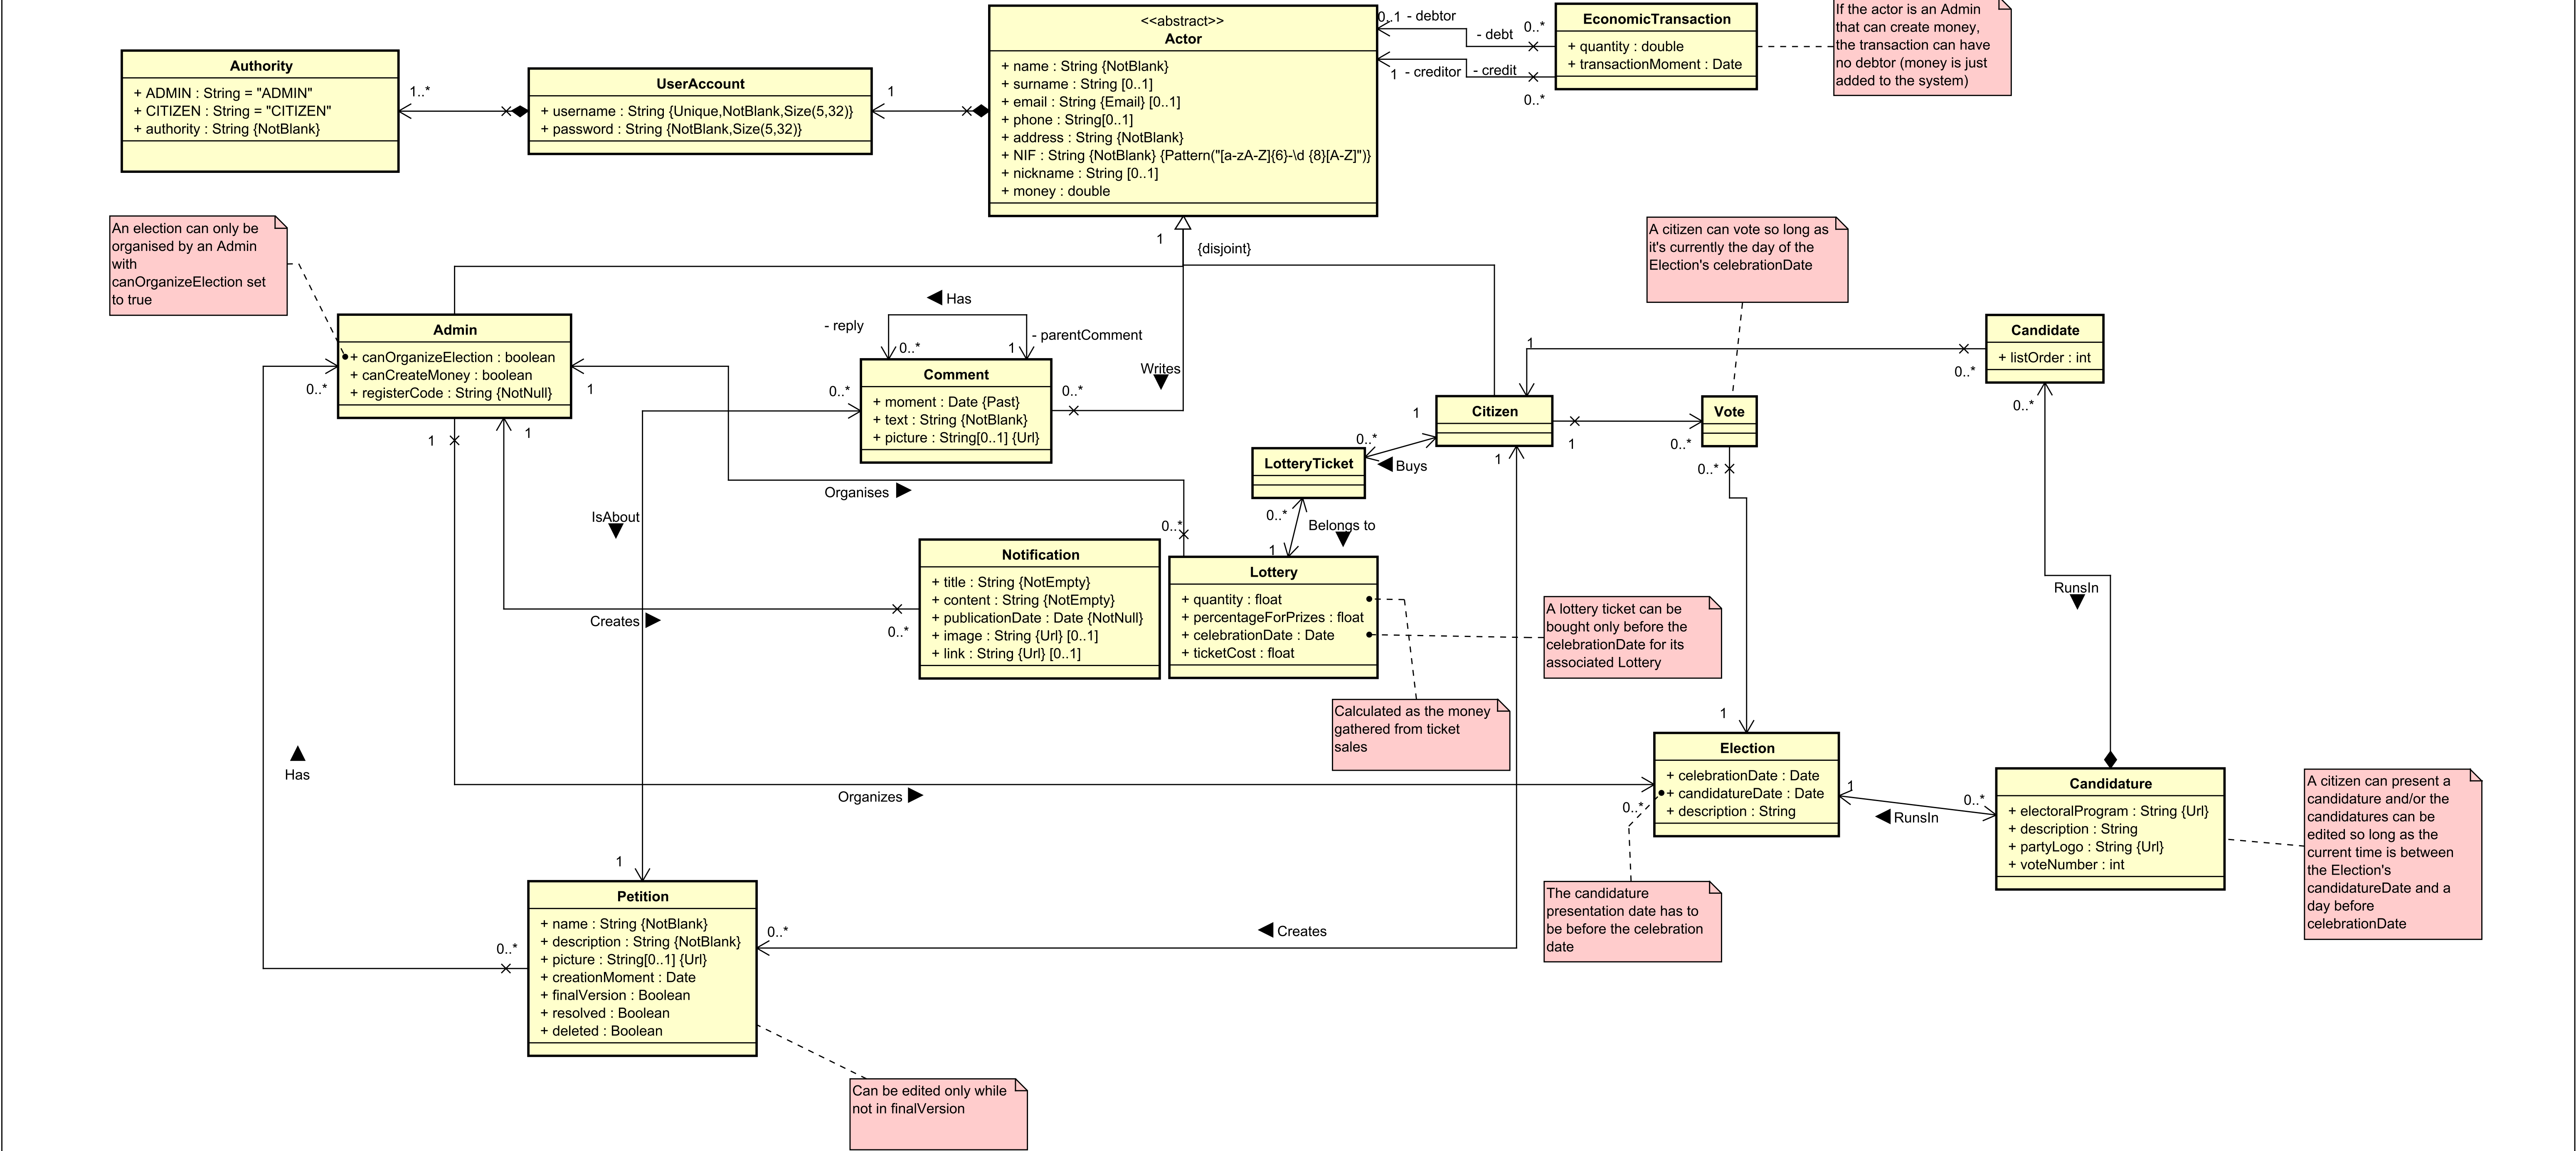 <<abstract>>
Actor
+ name : String {NotBlank}
+ surname : String [0..1]
+ email : String {Email} [0..1]
+ phone : String[0..1]
+ address : String {NotBlank}
+ NIF : String {NotBlank} {Pattern("[a-zA-Z]{6}-\d {8}[A-Z]")}
+ nickname : String [0..1]
+ money : double
0..1
- debtor
- debt
0..*
1
- creditor
- credit
0..*
EconomicTransaction
+ quantity : double
+ transactionMoment : Date
If the actor is an Admin
that can create money,
the transaction can have
no debtor (money is just
added to the system)
Authority
+ ADMIN : String = "ADMIN"
+ CITIZEN : String = "CITIZEN"
+ authority : String {NotBlank}
1..*
UserAccount
+ username : String {Unique,NotBlank,Size(5,32)}
+ password : String {NotBlank,Size(5,32)}
1
An election can only be
organised by an Admin
with
canOrganizeElection set
to true
1
{disjoint}
A citizen can vote so long as
it's currently the day of the
Election's celebrationDate
Admin
+ canOrganizeElection : boolean
+ canCreateMoney : boolean
+ registerCode : String {NotNull}
0..*
1
1
1
Has
- reply
- parentComment
0..*
1
Comment
+ moment : Date {Past}
+ text : String {NotBlank}
+ picture : String[0..1] {Url}
0..*
0..*
Writes
Candidate
+ listOrder : int
1
0..*
0..*
Citizen
1
1
1
Vote
0..*
0..*
LotteryTicket
0..*
Buys
0..*
Belongs to
1
Organises
0..*
IsAbout
Notification
+ title : String {NotEmpty}
+ content : String {NotEmpty}
+ publicationDate : Date {NotNull}
+ image : String {Url} [0..1]
+ link : String {Url} [0..1]
Creates
0..*
Lottery
+ quantity : float
+ percentageForPrizes : float
+ celebrationDate : Date
+ ticketCost : float
A lottery ticket can be
bought only before the
celebrationDate for its
associated Lottery
RunsIn
Calculated as the money
gathered from ticket
sales
1
Election
+ celebrationDate : Date
+ candidatureDate : Date
+ description : String
0..*
1
0..*
RunsIn
Candidature
+ electoralProgram : String {Url}
+ description : String
+ partyLogo : String {Url}
+ voteNumber : int
A citizen can present a
candidature and/or the
candidatures can be
edited so long as the
current time is between
the Election's
candidatureDate and a
day before
celebrationDate
Has
Organizes
1
Petition
+ name : String {NotBlank}
+ description : String {NotBlank}
+ picture : String[0..1] {Url}
+ creationMoment : Date
+ finalVersion : Boolean
+ resolved : Boolean
+ deleted : Boolean
0..*
0..*
Creates
The candidature
presentation date has to
be before the celebration
date
Can be edited only while
not in finalVersion